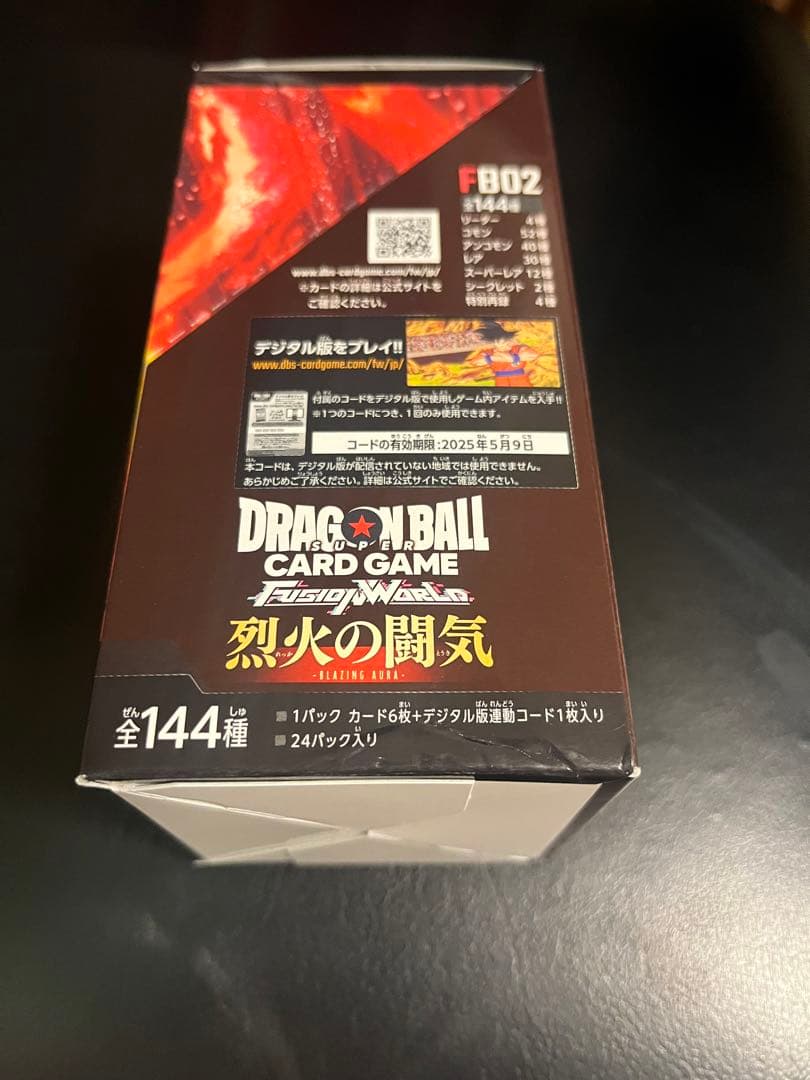 FB02
全144種
リーダー 4種
コモン 52種
アンコモン 40種
レア 30種
スーパーレア 12種
シークレット 2種
特別再録 4種
www.dbs-cardgame.com/fw/jp/
※カードの詳細は公式サイトを
ご確認ください。
デジタル版をプレイ!!
www.dbs-cardgame.com/fw/jp/
付属のコードをデジタル版で使用しゲーム内アイテムを入手!!
※1つのコードにつき、1回のみ使用できます。
コードの有効期限:2025年5月9日
本コードは、デジタル版が配信されていない地域では使用できません。
あらかじめご了承ください。詳細は公式サイトでご確認ください。
DRAGON BALL
SUPER
CARD GAME
FUSION WORLD
烈火の闘気
-BLAZING AURA-
全144種
1パック カード6枚+デジタル版連動コード1枚入り
24パック入り